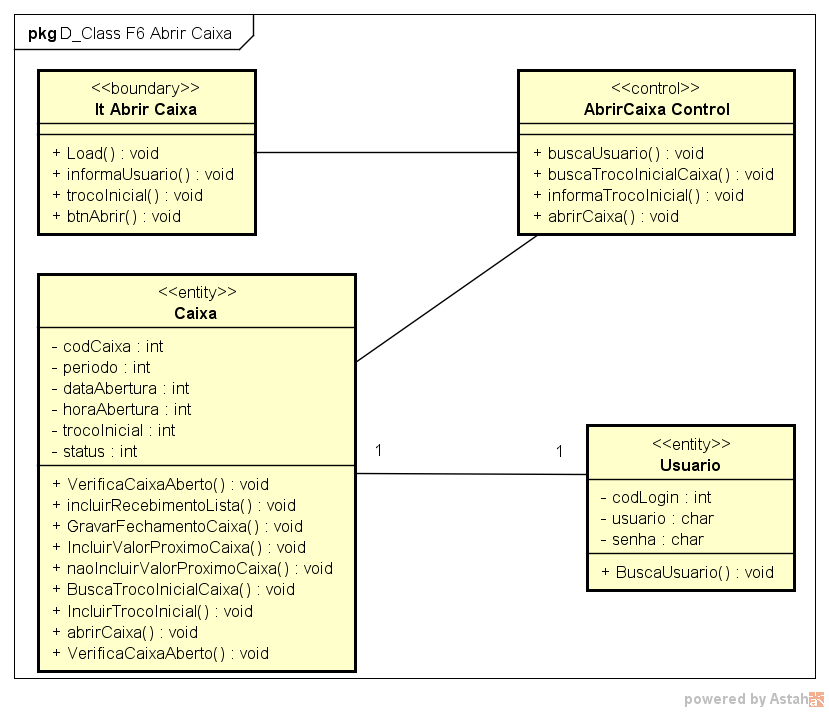 pkg D_Class F6 Abrir Caixa
<<boundary>>
It Abrir Caixa
+ Load() : void
+ informaUsuario() : void
+ trocoInicial() : void
+ btnAbrir() : void
<<control>>
AbrirCaixa Control
+ buscaUsuario() : void
+ buscaTrocoInicialCaixa() : void
+ informaTrocoInicial() : void
+ abrirCaixa() : void
<<entity>>
Caixa
- codCaixa : int
- periodo : int
- dataAbertura : int
- horaAbertura : int
- trocoInicial : int
- status : int
+ VerificaCaixaAberto() : void
+ incluirRecebimentoLista() : void
+ GravarFechamentoCaixa() : void
+ IncluirValorProximoCaixa() : void
+ naoIncluirValorProximoCaixa() : void
+ BuscaTrocoInicialCaixa() : void
+ IncluirTrocoInicial() : void
+ abrirCaixa() : void
+ VerificaCaixaAberto() : void
1
1
<<entity>>
Usuario
- codLogin : int
- usuario : char
- senha : char
+ BuscaUsuario() : void
powered by Astah